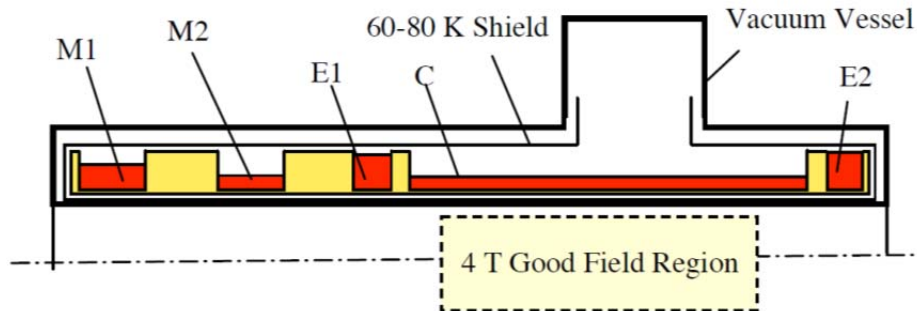 60-80 K Shield
Vacuum Vessel
M1
M2
E1
C
E2
4 T Good Field Region